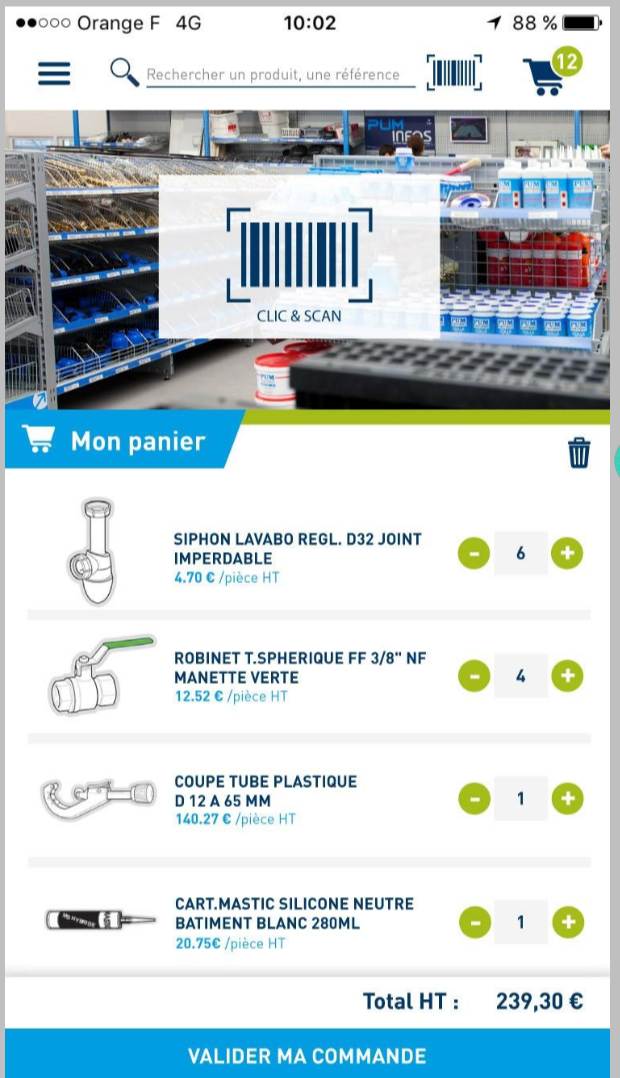 Orange F 4G 10:02 88 %
Rechercher un produit, une référence 12
PUM
INFOS
CLIC & SCAN
Mon panier
SIPHON LAVABO REGL. D32 JOINT
IMPERDABLE
4.70 € /pièce HT
- 6 +
ROBINET T.SPHERIQUE FF 3/8" NF
MANETTE VERTE
12.52 € /pièce HT
- 4 +
COUPE TUBE PLASTIQUE
D 12 A 65 MM
140.27 € /pièce HT
- 1 +
CART.MASTIC SILICONE NEUTRE
BATIMENT BLANC 280ML
20.75€ /pièce HT
- 1 +
Total HT : 239,30 €
VALIDER MA COMMANDE